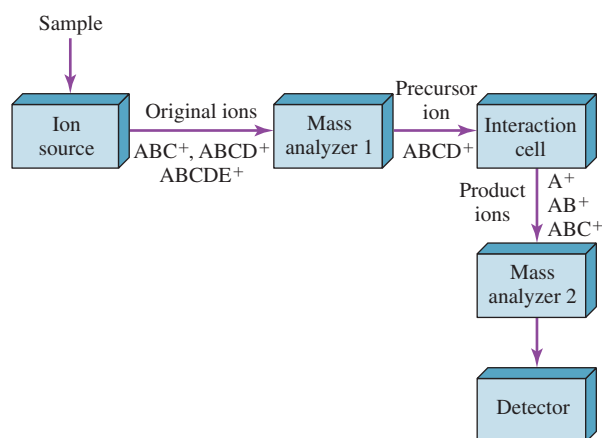 Sample
Ion
source
Original ions
ABC⁺, ABCD⁺
ABCDE⁺
Mass
analyzer 1
Precursor
ion
ABCD⁺
Interaction
cell
Product
ions
A⁺
AB⁺
ABC⁺
Mass
analyzer 2
Detector